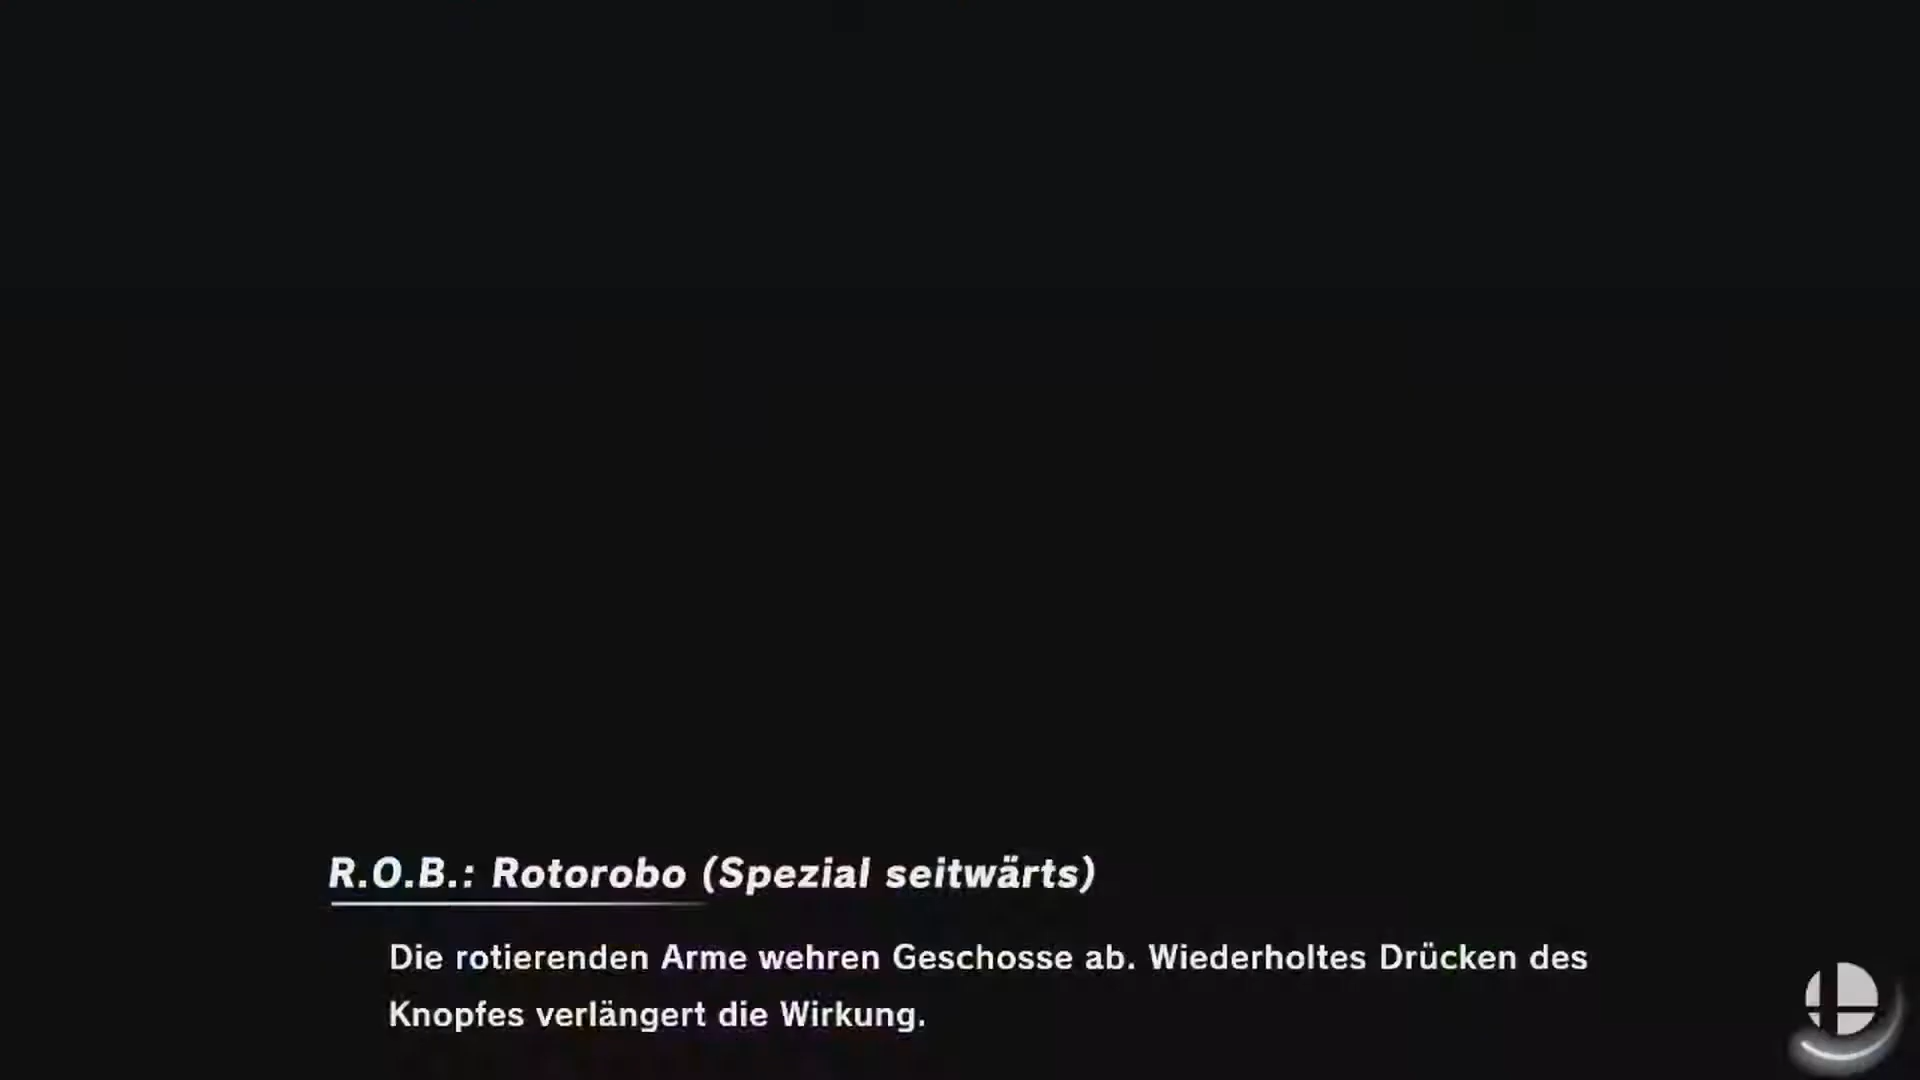 R.O.B.: Rotorobo (Spezial seitwärts)
Die rotierenden Arme wehren Geschosse ab. Wiederholtes Drücken des
Knopfes verlängert die Wirkung.